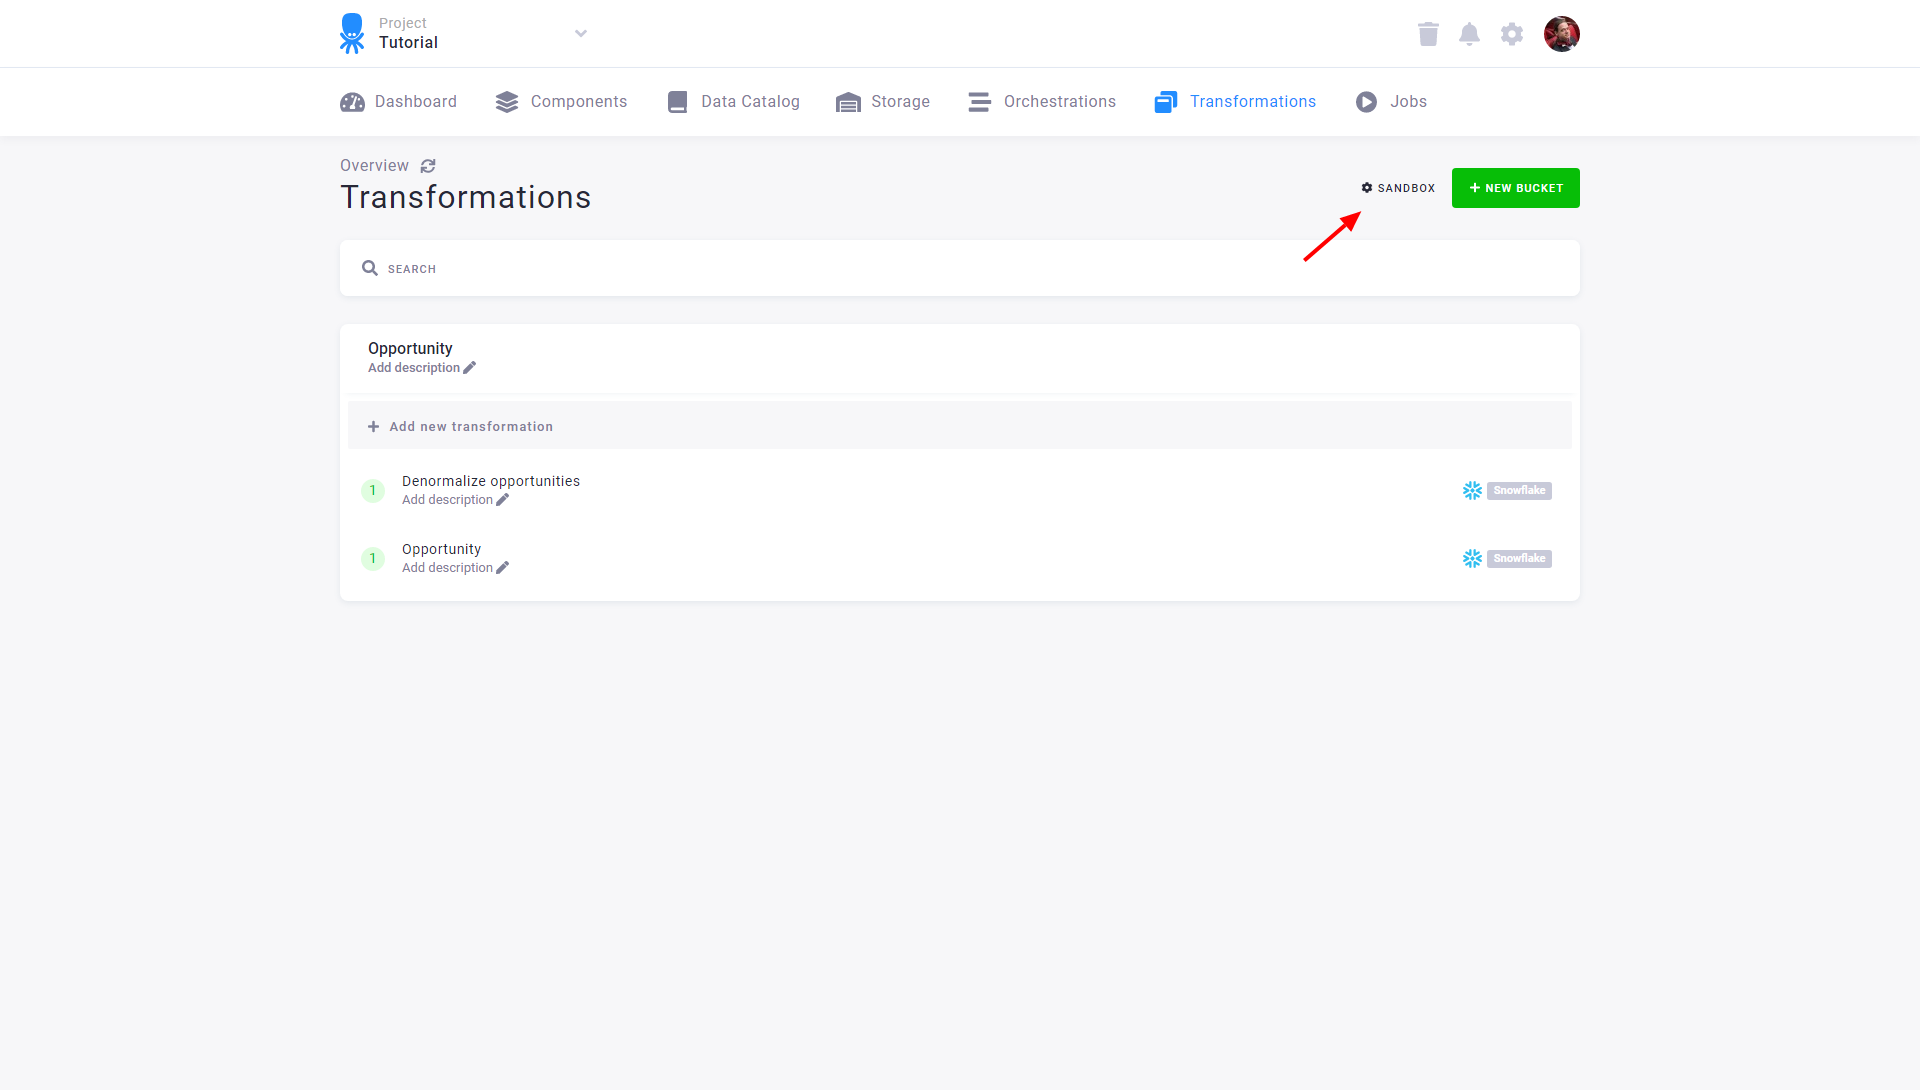 Project
Tutorial
Dashboard
Components
Data Catalog
Storage
Orchestrations
Transformations
Jobs
Overview
Transformations
SANDBOX
NEW BUCKET
SEARCH
Opportunity
Add description
Add new transformation
1
Denormalize opportunities
Add description
Snowflake
1
Opportunity
Add description
Snowflake